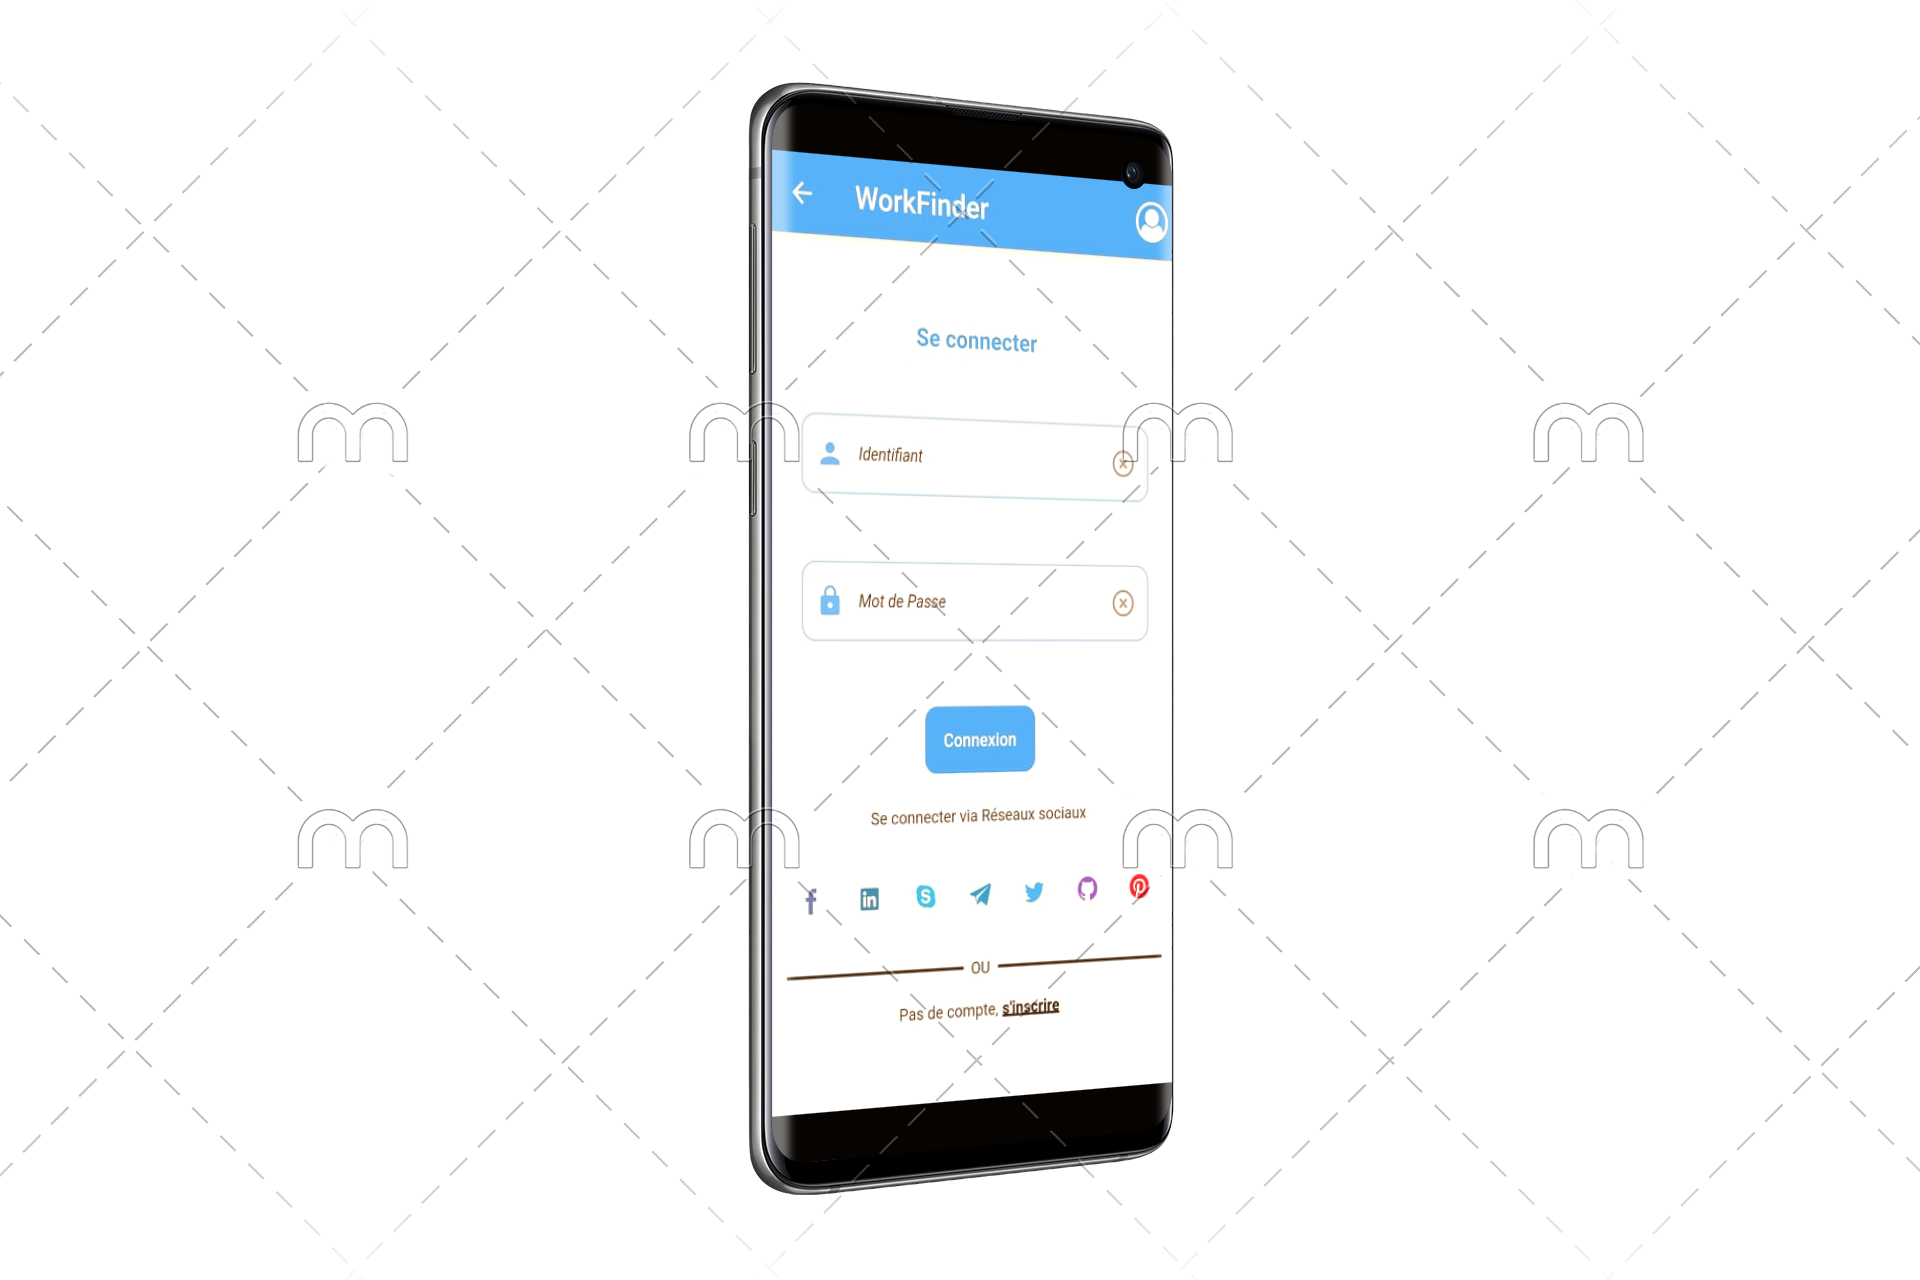 WorkFinder
Se connecter
Identifiant
Mot de Passe
Connexion
Se connecter via Réseaux sociaux
OU
Pas de compte, s'inscrire